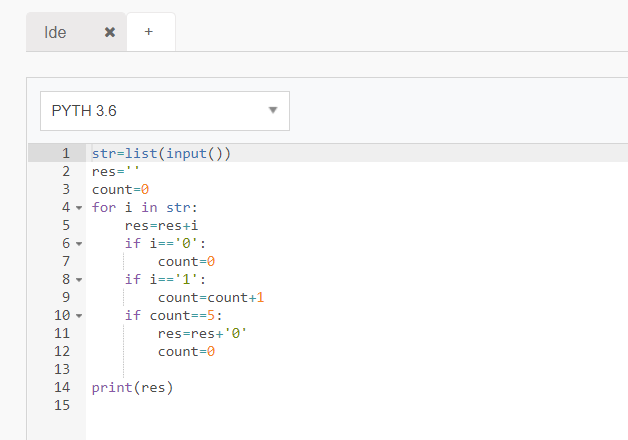 Ide ✖ +
PYTH 3.6
1 str=list(input())
2 res=''
3 count=0
4 for i in str:
5     res=res+i
6     if i=='0':
7         count=0
8     if i=='1':
9         count=count+1
10     if count==5:
11         res=res+'0'
12         count=0
13
14 print(res)
15